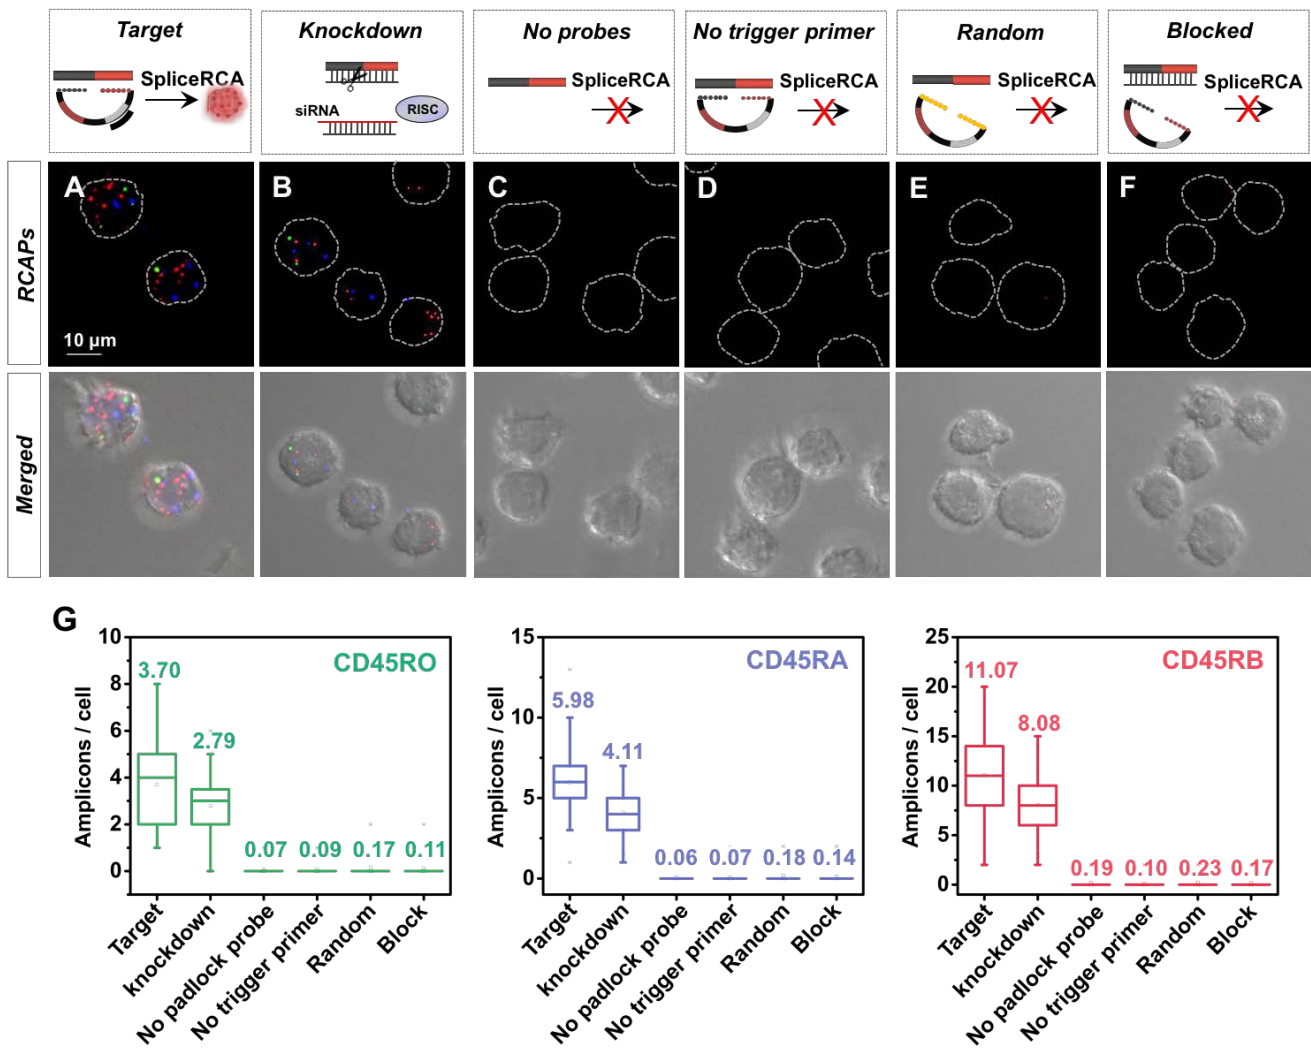 Target
Knockdown
No probes
No trigger primer
Random
Blocked
SpliceRCA
siRNA
RISC
SpliceRCA
SpliceRCA
SpliceRCA
SpliceRCA
RCAPs
A
B
C
D
E
F
10 μm
Merged
G
Amplicons / cell
10
8
6
4
2
0
CD45RO
3.70
2.79
0.07
0.09
0.17
0.11
Target
knockdown
No padlock probe
No trigger primer
Random
Block
Amplicons / cell
15
10
5
0
CD45RA
5.98
4.11
0.06
0.07
0.18
0.14
Target
knockdown
No padlock probe
No trigger primer
Random
Block
Amplicons / cell
25
20
15
10
5
0
CD45RB
11.07
8.08
0.19
0.10
0.23
0.17
Target
knockdown
No padlock probe
No trigger primer
Random
Block